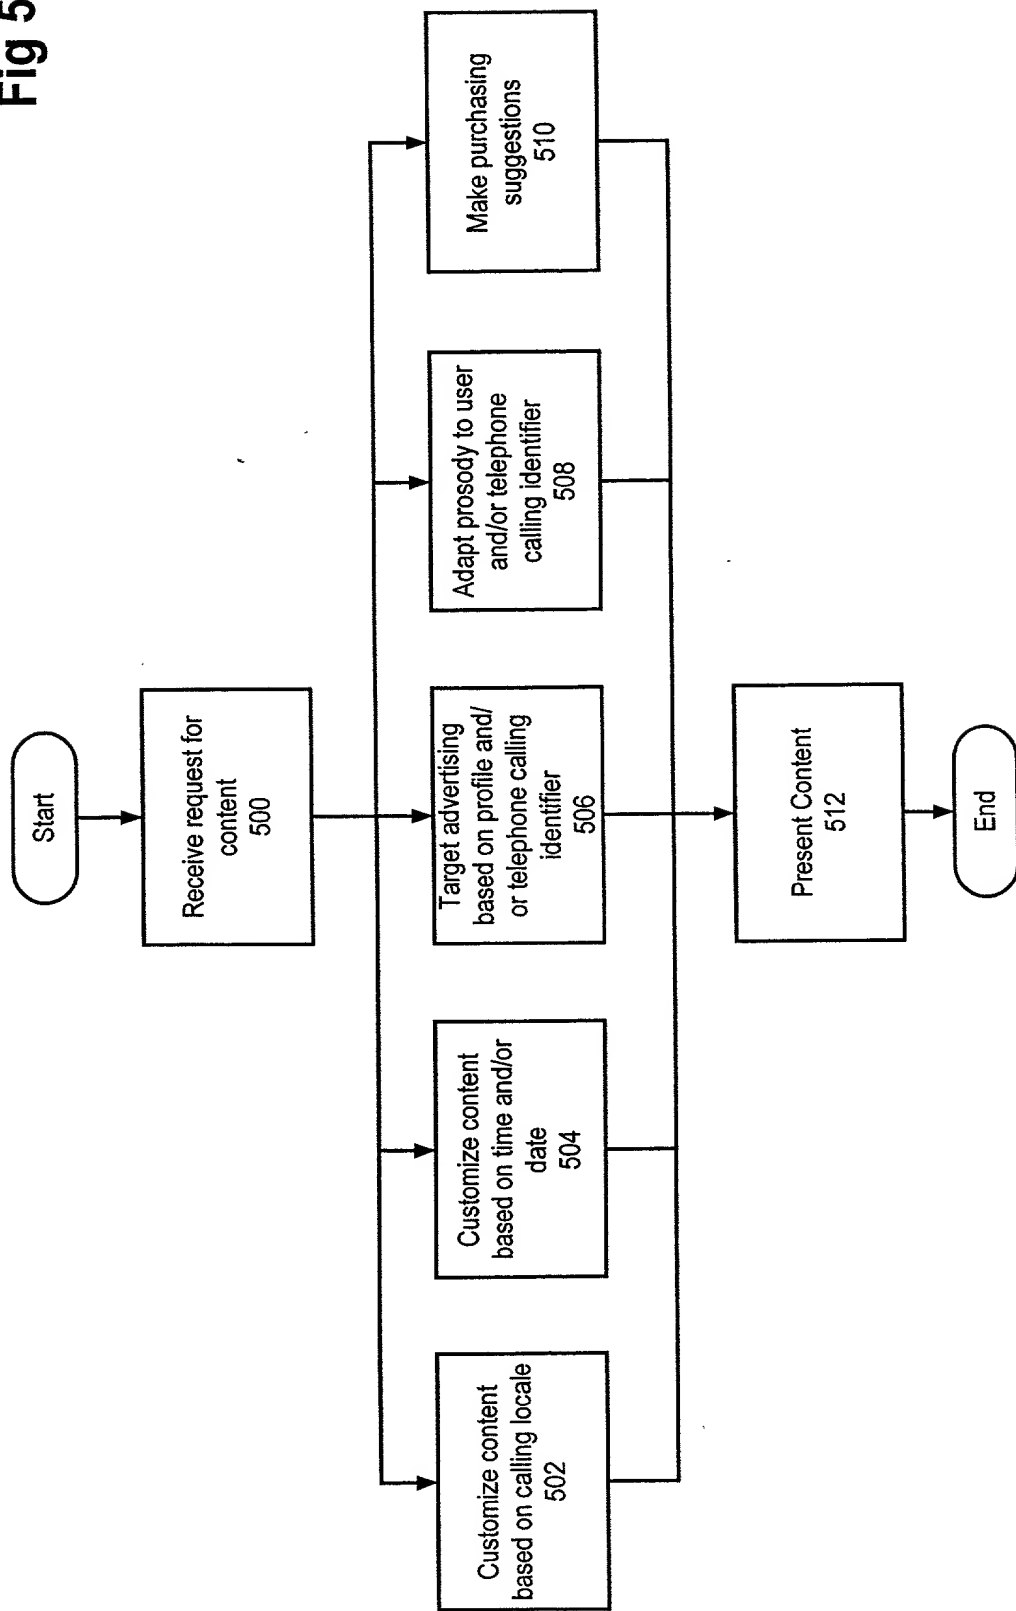 Fig 5
Start
Receive request for
content
500
Customize content
based on calling locale
502
Customize content
based on time and/or
date
504
Target advertising
based on profile and/
or telephone calling
identifier
506
Adapt prosody to user
and/or telephone
calling identifier
508
Make purchasing
suggestions
510
Present Content
512
End